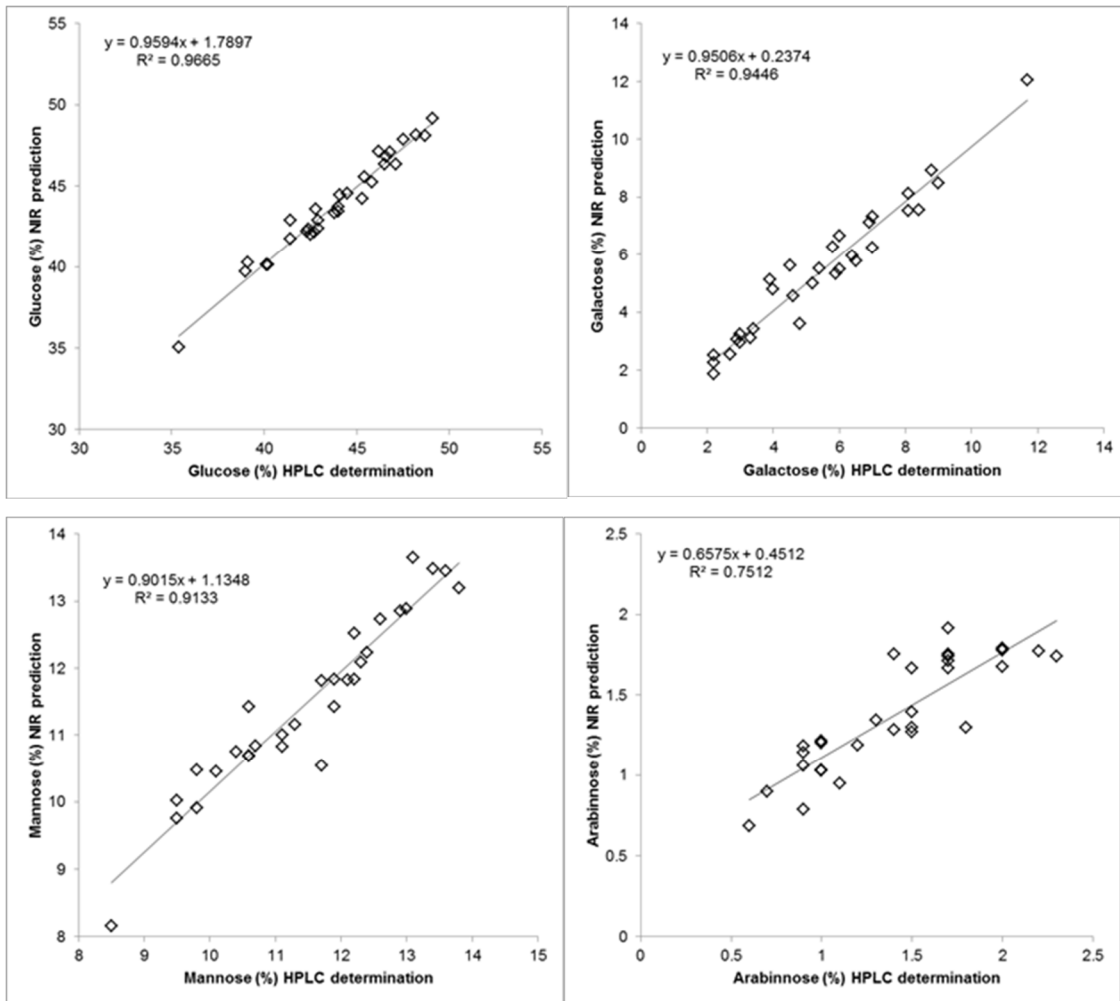 55
50
45
40
35
30
y = 0.9594x + 1.7897
R² = 0.9665
Glucose (%) NIR prediction
30 35 40 45 50 55
Glucose (%) HPLC determination
14
12
10
8
6
4
2
0
y = 0.9506x + 0.2374
R² = 0.9446
Galactose (%) NIR prediction
0 2 4 6 8 10 12 14
Galactose (%) HPLC determination
14
13
12
11
10
9
8
y = 0.9015x + 1.1348
R² = 0.9133
Mannose (%) NIR prediction
8 9 10 11 12 13 14 15
Mannose (%) HPLC determination
2.5
2
1.5
1
0.5
0
y = 0.6575x + 0.4512
R² = 0.7512
Arabinnose (%) NIR prediction
0 0.5 1 1.5 2 2.5
Arabinnose (%) HPLC determination